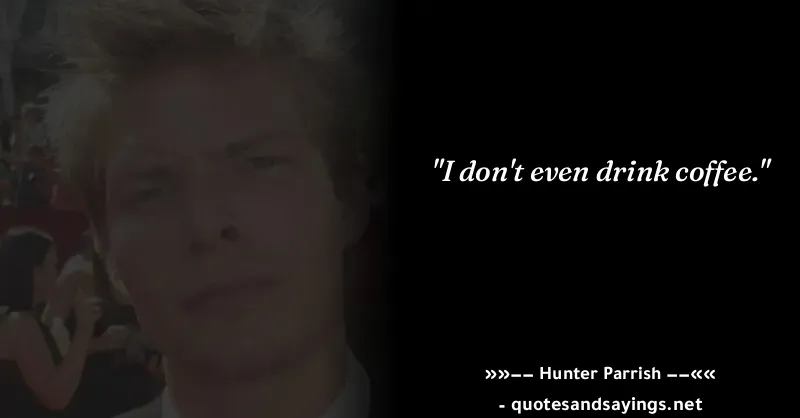 "I don't even drink coffee."
»»–– Hunter Parrish ––««
- quotesandsayings.net